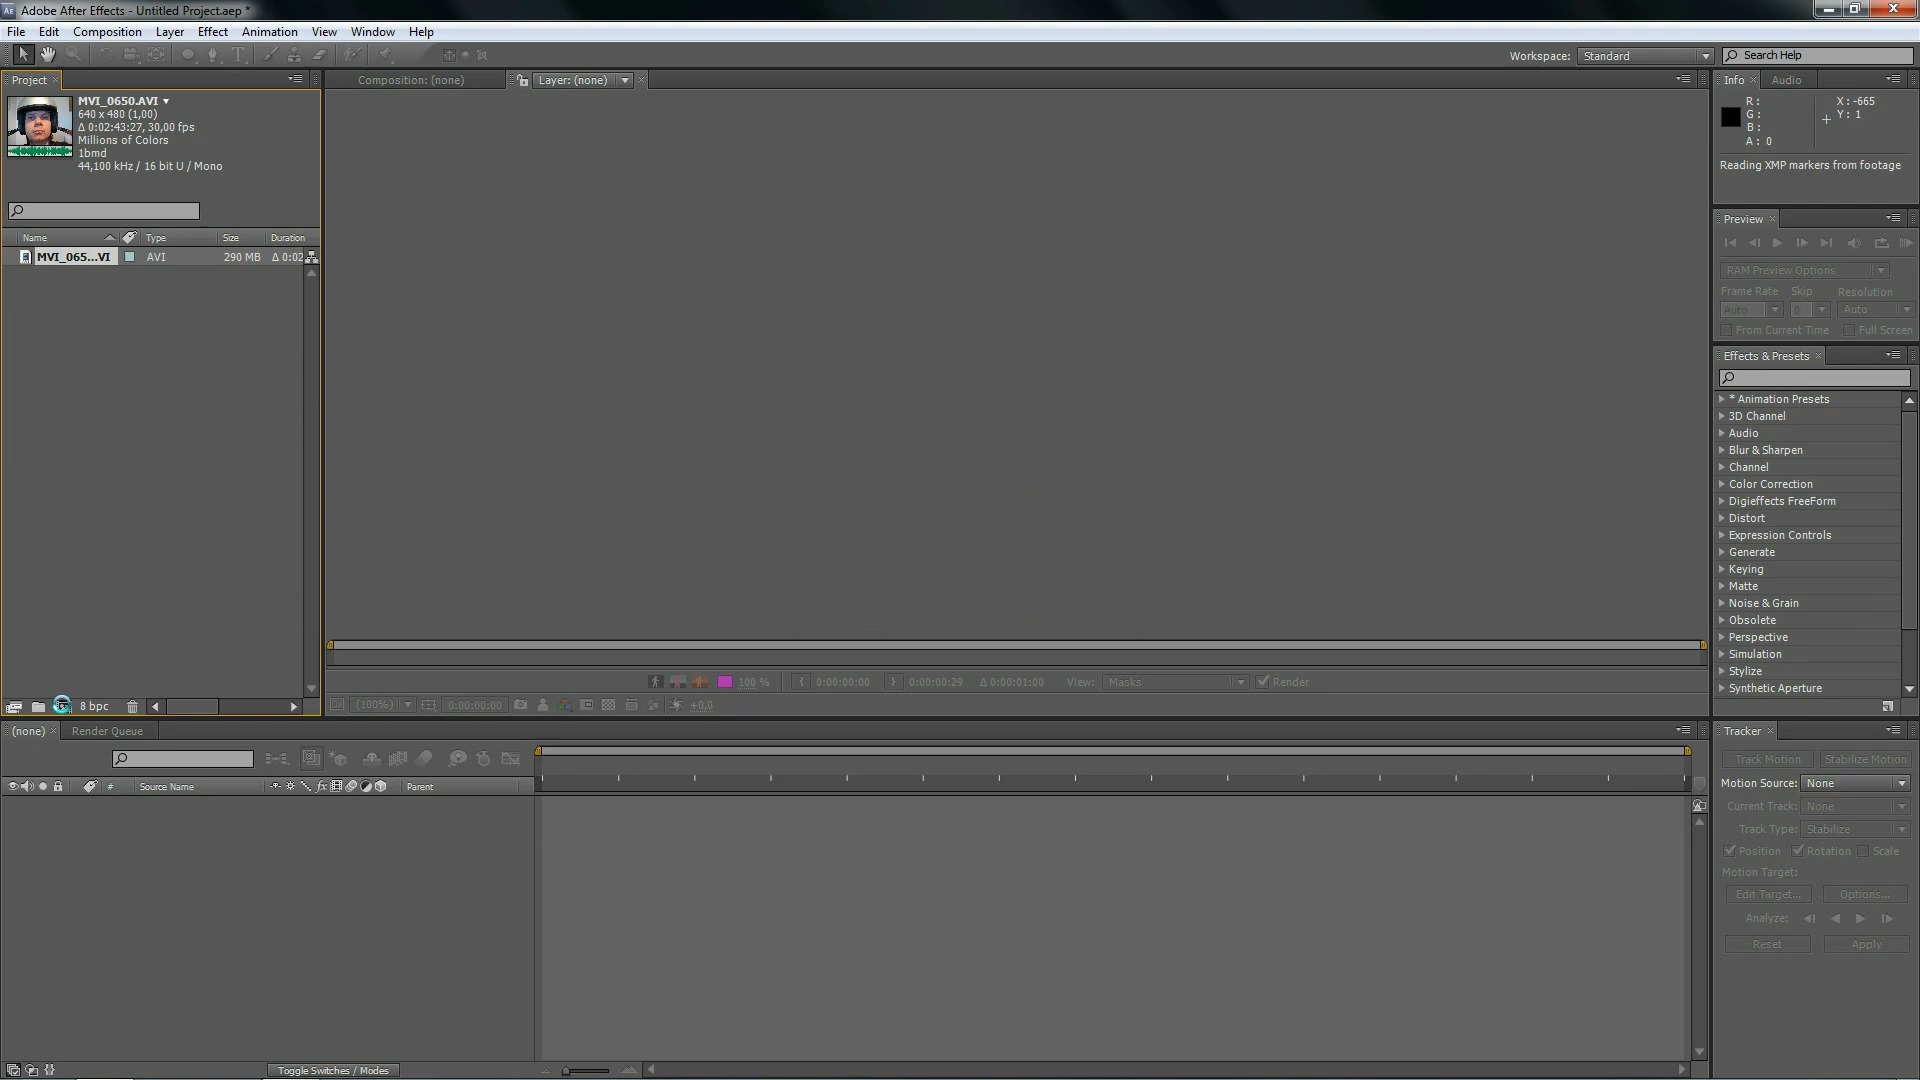 Adobe After Effects - Untitled Project.aep *
File Edit Composition Layer Effect Animation View Window Help
Workspace: Standard Search Help
Project
MVI_0650.AVI
640 x 480 (1,00)
Δ 0:02:43:27, 30,00 fps
Millions of Colors
1bmd
44,100 kHz / 16 bit U / Mono
Name Type Size Duration
MVI_065...VI AVI 290 MB Δ 0:02
8 bpc
Composition: (none) Layer: (none)
100 % 0:00:00:00 0:00:00:29 Δ 0:00:01:00 View: Masks Render
(100%) 0:00:00:00 +0,0
Info Audio
R : X : -665
G : Y : 1
B :
A : 0
Reading XMP markers from footage
Preview
RAM Preview Options
Frame Rate Skip Resolution
Auto 0 Auto
From Current Time Full Screen
Effects & Presets
* Animation Presets
3D Channel
Audio
Blur & Sharpen
Channel
Color Correction
Digieffects FreeForm
Distort
Expression Controls
Generate
Keying
Matte
Noise & Grain
Obsolete
Perspective
Simulation
Stylize
Synthetic Aperture
(none) Render Queue
# Source Name fx Parent
Toggle Switches / Modes
Tracker
Track Motion Stabilize Motion
Motion Source: None
Current Track: None
Track Type: Stabilize
Position Rotation Scale
Motion Target:
Edit Target... Options...
Analyze:
Reset Apply